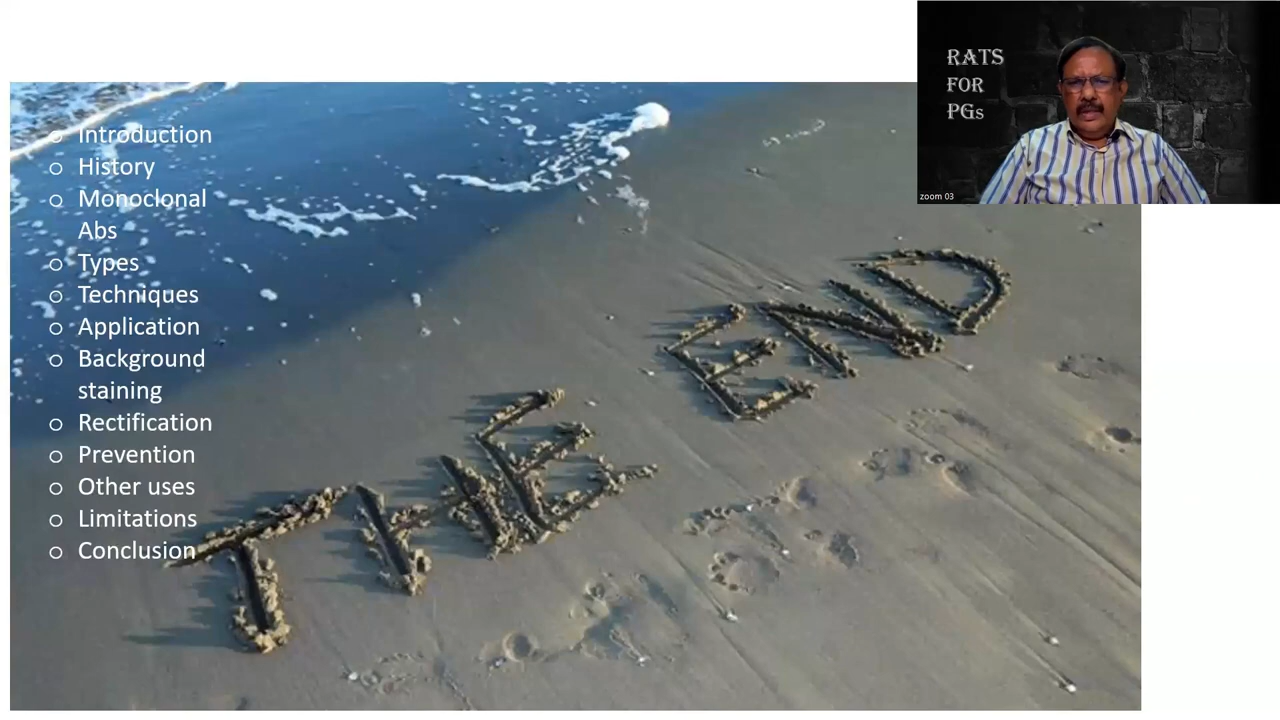 Introduction
History
Monoclonal
Abs
Types
Techniques
Application
Background
staining
Rectification
Prevention
Other uses
Limitations
Conclusion
THE END
RATS
FOR
PGs
zoom 03